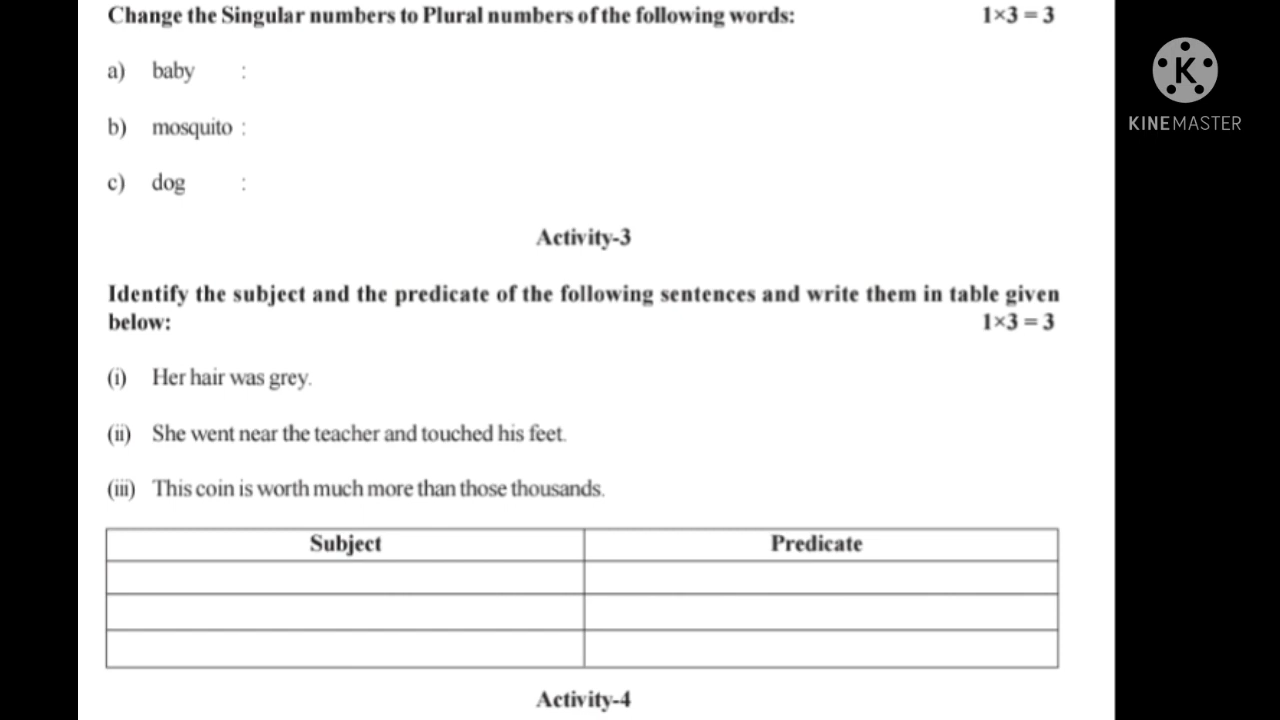 Change the Singular numbers to Plural numbers of the following words: 1×3 = 3
a) baby :
b) mosquito :
c) dog :
Activity-3
Identify the subject and the predicate of the following sentences and write them in table given
below: 1×3 = 3
(i) Her hair was grey.
(ii) She went near the teacher and touched his feet.
(iii) This coin is worth much more than those thousands.
Subject Predicate
Activity-4
K
KINEMASTER